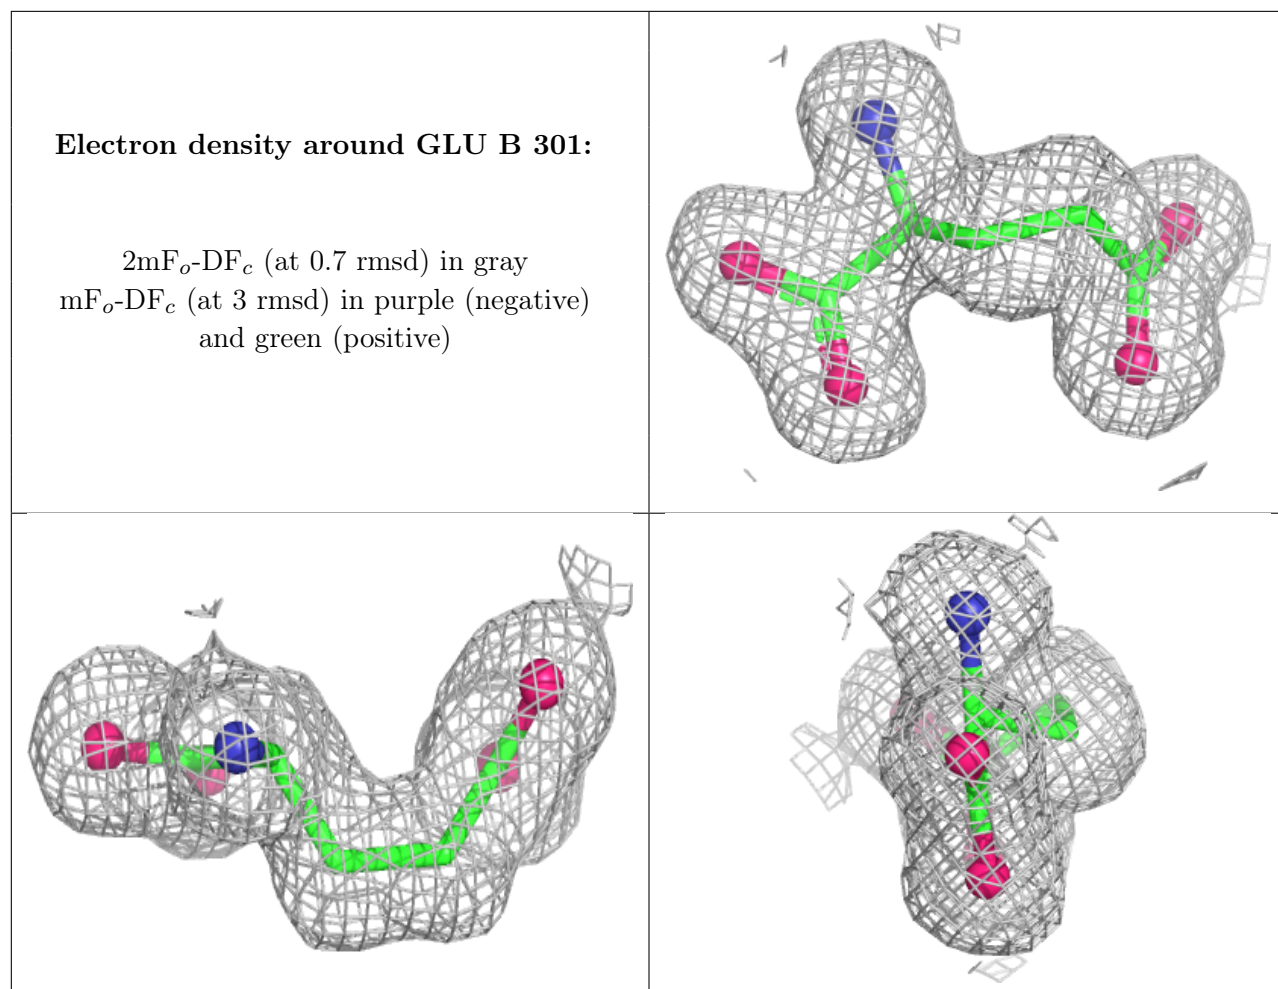 Electron density around GLU B 301:
2mFo-DFc (at 0.7 rmsd) in gray
mFo-DFc (at 3 rmsd) in purple (negative)
and green (positive)